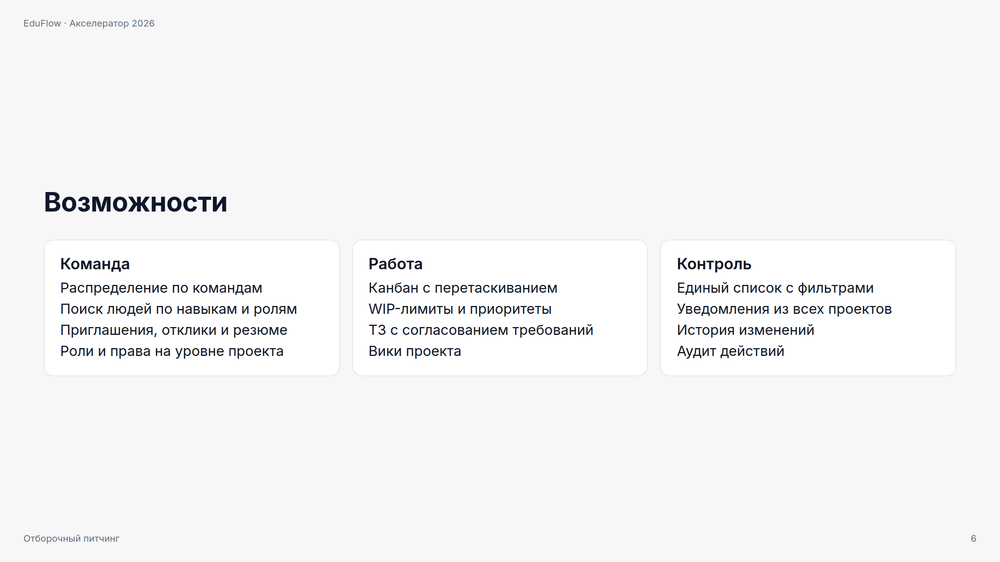 EduFlow · Акселератор 2026
Возможности
Команда
Распределение по командам
Поиск людей по навыкам и ролям
Приглашения, отклики и резюме
Роли и права на уровне проекта
Работа
Канбан с перетаскиванием
WIP-лимиты и приоритеты
ТЗ с согласованием требований
Вики проекта
Контроль
Единый список с фильтрами
Уведомления из всех проектов
История изменений
Аудит действий
Отборочный питчинг
6